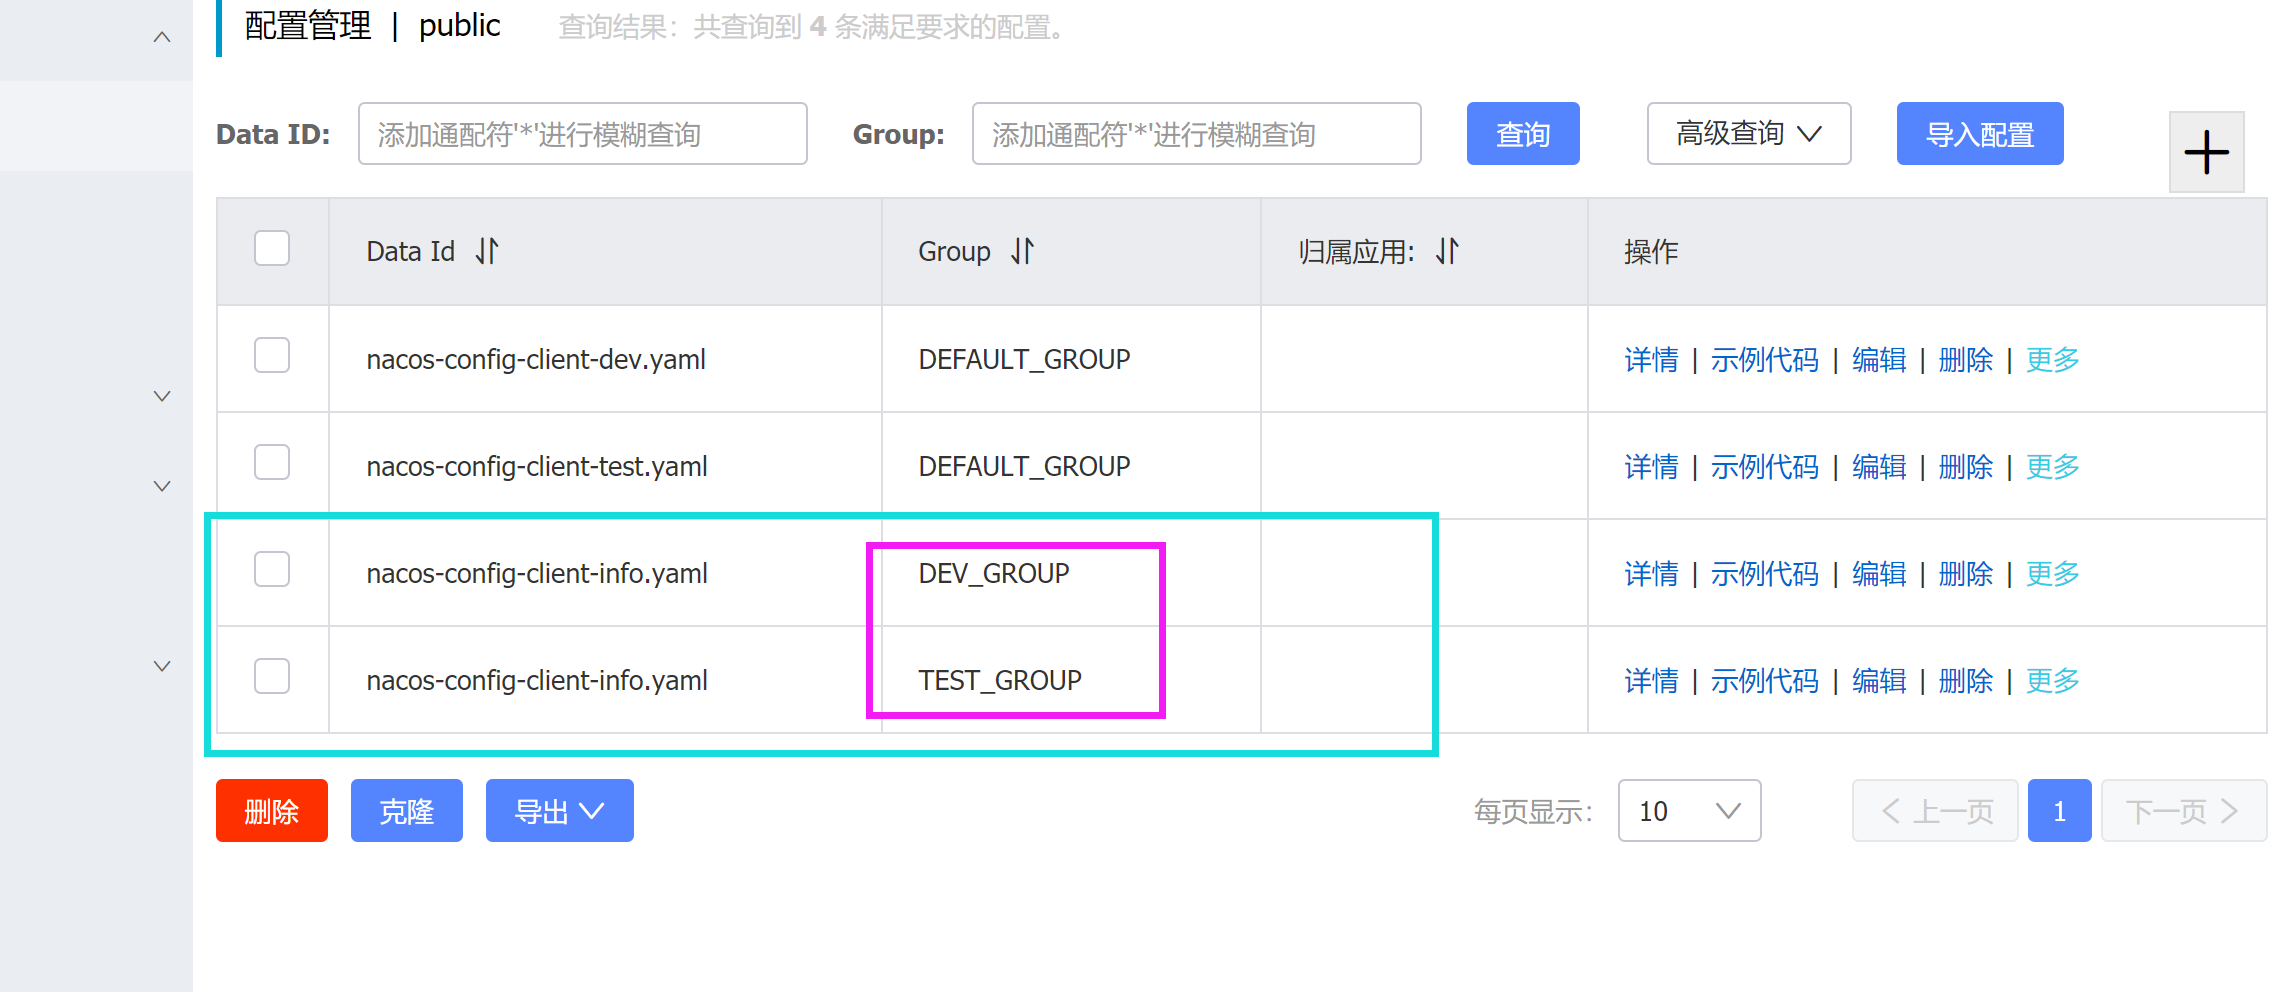 配置管理 | public 查询结果：共查询到 4 条满足要求的配置。
Data ID: 添加通配符'*'进行模糊查询 Group: 添加通配符'*'进行模糊查询 查询 高级查询 导入配置
Data Id Group 归属应用: 操作
nacos-config-client-dev.yaml DEFAULT_GROUP 详情 | 示例代码 | 编辑 | 删除 | 更多
nacos-config-client-test.yaml DEFAULT_GROUP 详情 | 示例代码 | 编辑 | 删除 | 更多
nacos-config-client-info.yaml DEV_GROUP 详情 | 示例代码 | 编辑 | 删除 | 更多
nacos-config-client-info.yaml TEST_GROUP 详情 | 示例代码 | 编辑 | 删除 | 更多
删除 克隆 导出 每页显示： 10 上一页 1 下一页